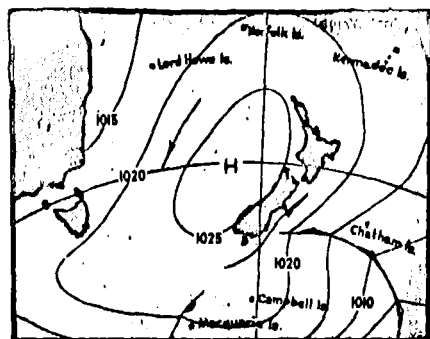 Norfolk Is.
Lord Howe Is.
Kermadec Is.
1015
1020
H
1025
Chatham Is.
1020
Campbell Is.
1010
Macquarie Is.